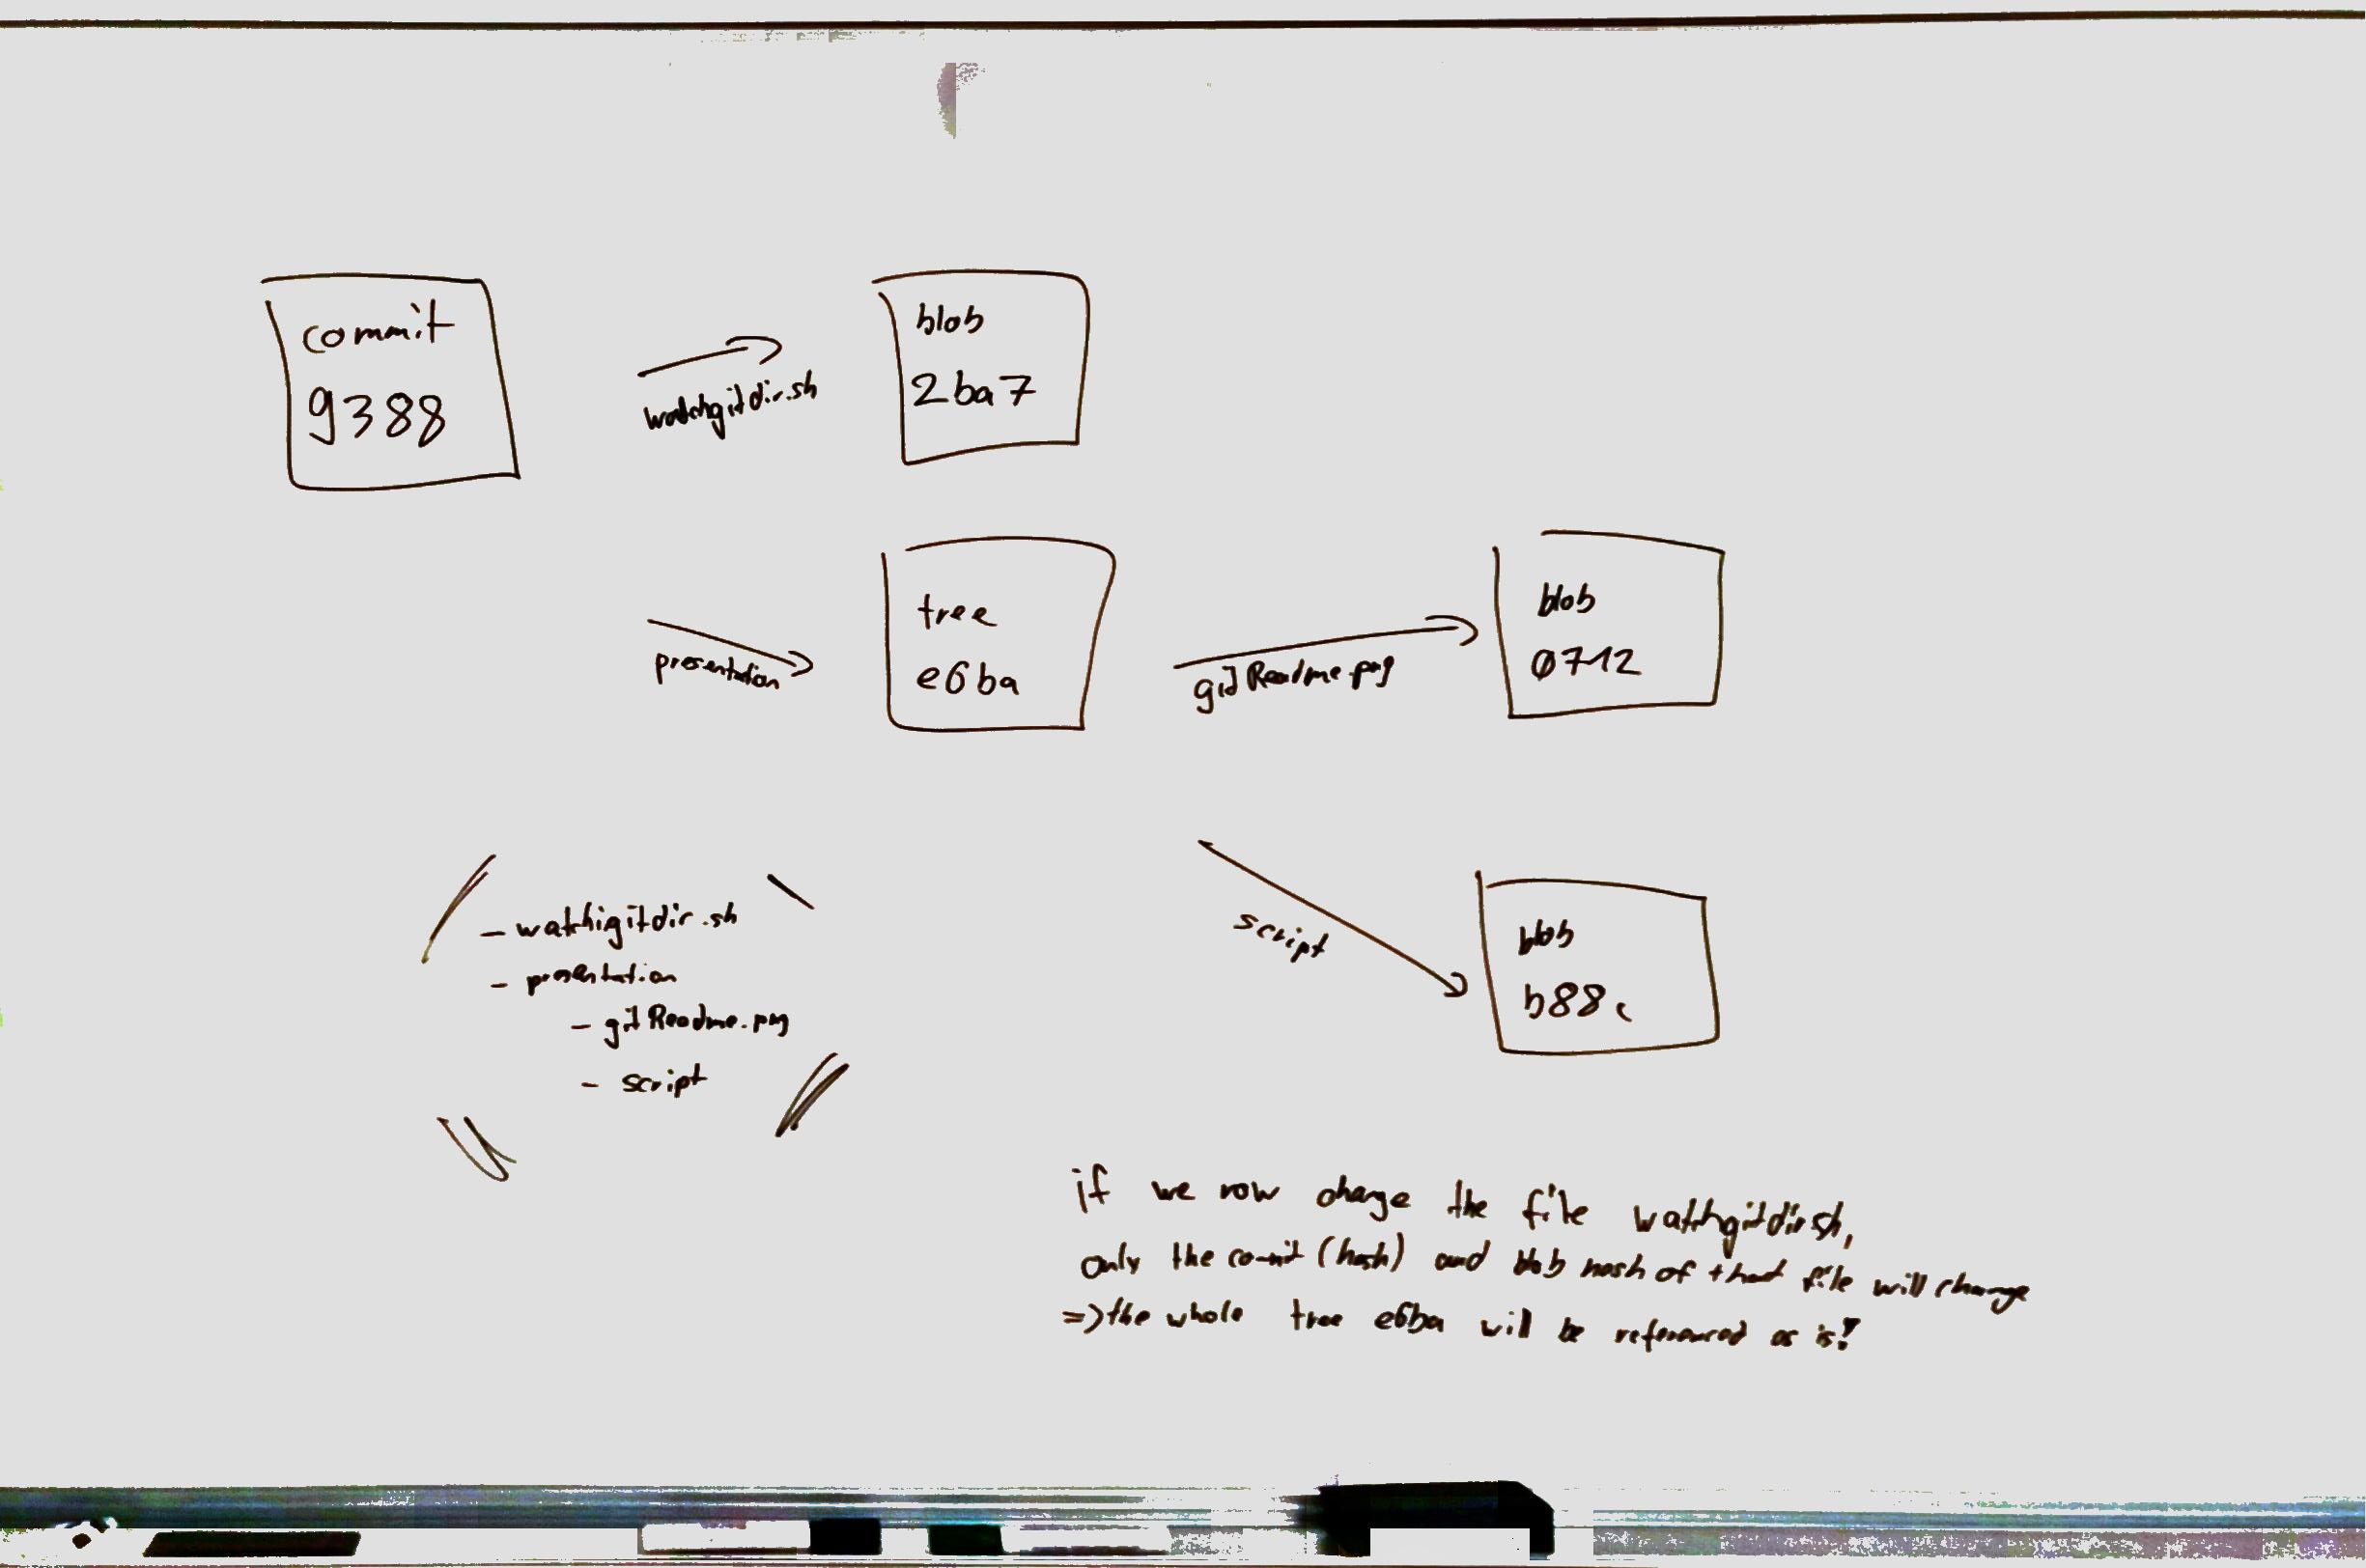 commit
9388
watchgitdir.sh
blob
2ba7
presentation
tree
e6ba
gitReadme.png
blob
0712
script
blob
b88c
- watchigitdir.sh
- presentation
- gitReadme.png
- script
if we now change the file watchgitdir.sh,
only the commit (hash) and blob hash of that file will change
=> the whole tree e6ba will be referenced as is!